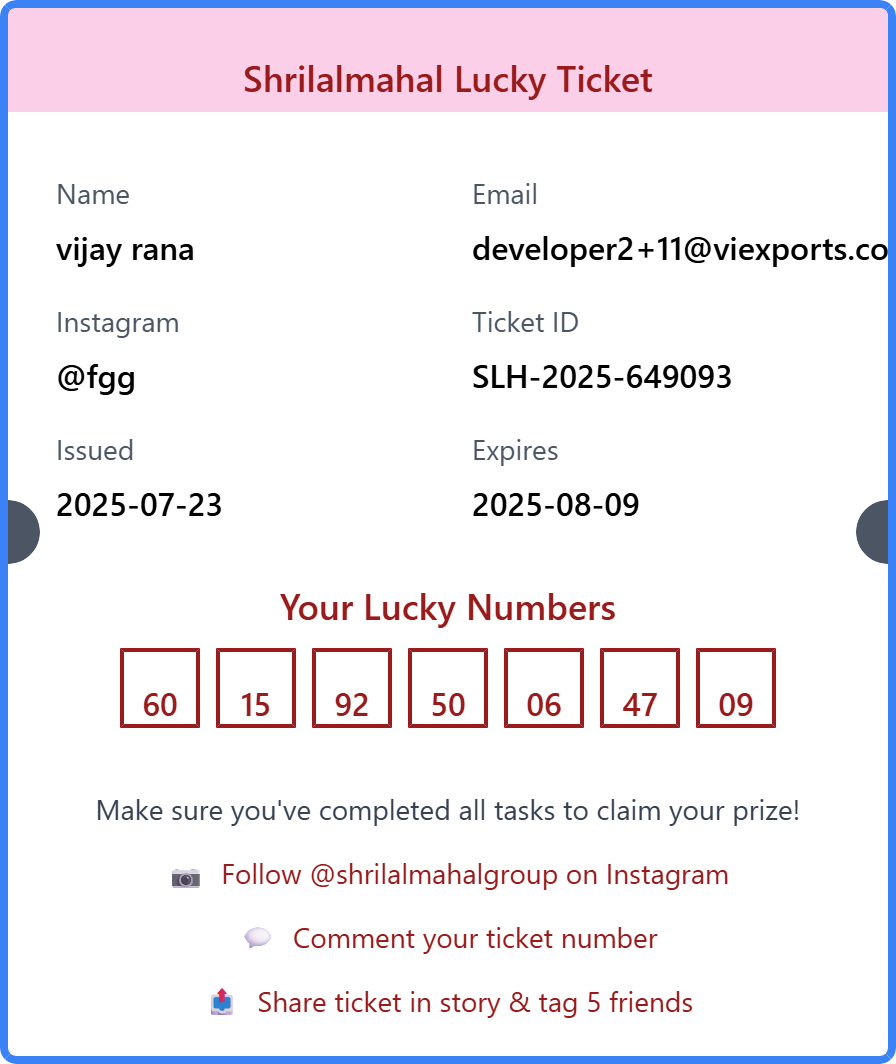 Shrilalmahal Lucky Ticket
Name
Email
vijay rana
developer2+11@viexports.co
Instagram
Ticket ID
@fgg
SLH-2025-649093
Issued
Expires
2025-07-23
2025-08-09
Your Lucky Numbers
60 15 92 50 06 47 09
Make sure you've completed all tasks to claim your prize!
Follow @shrilalmahalgroup on Instagram
Comment your ticket number
Share ticket in story & tag 5 friends